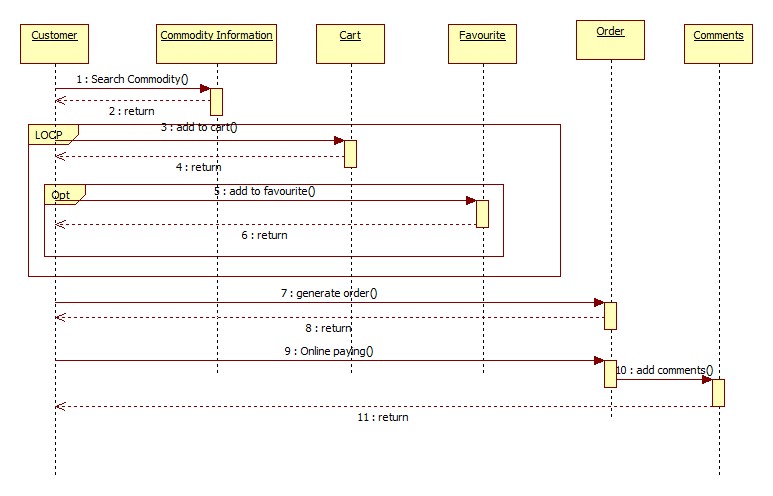 Customer
Commodity Information
Cart
Favourite
Order
Comments
1 : Search Commodity()
2 : return
3 : add to cart()
LOOP
4 : return
5 : add to favourite()
Opt
6 : return
7 : generate order()
8 : return
9 : Online paying()
10 : add comments()
11 : return